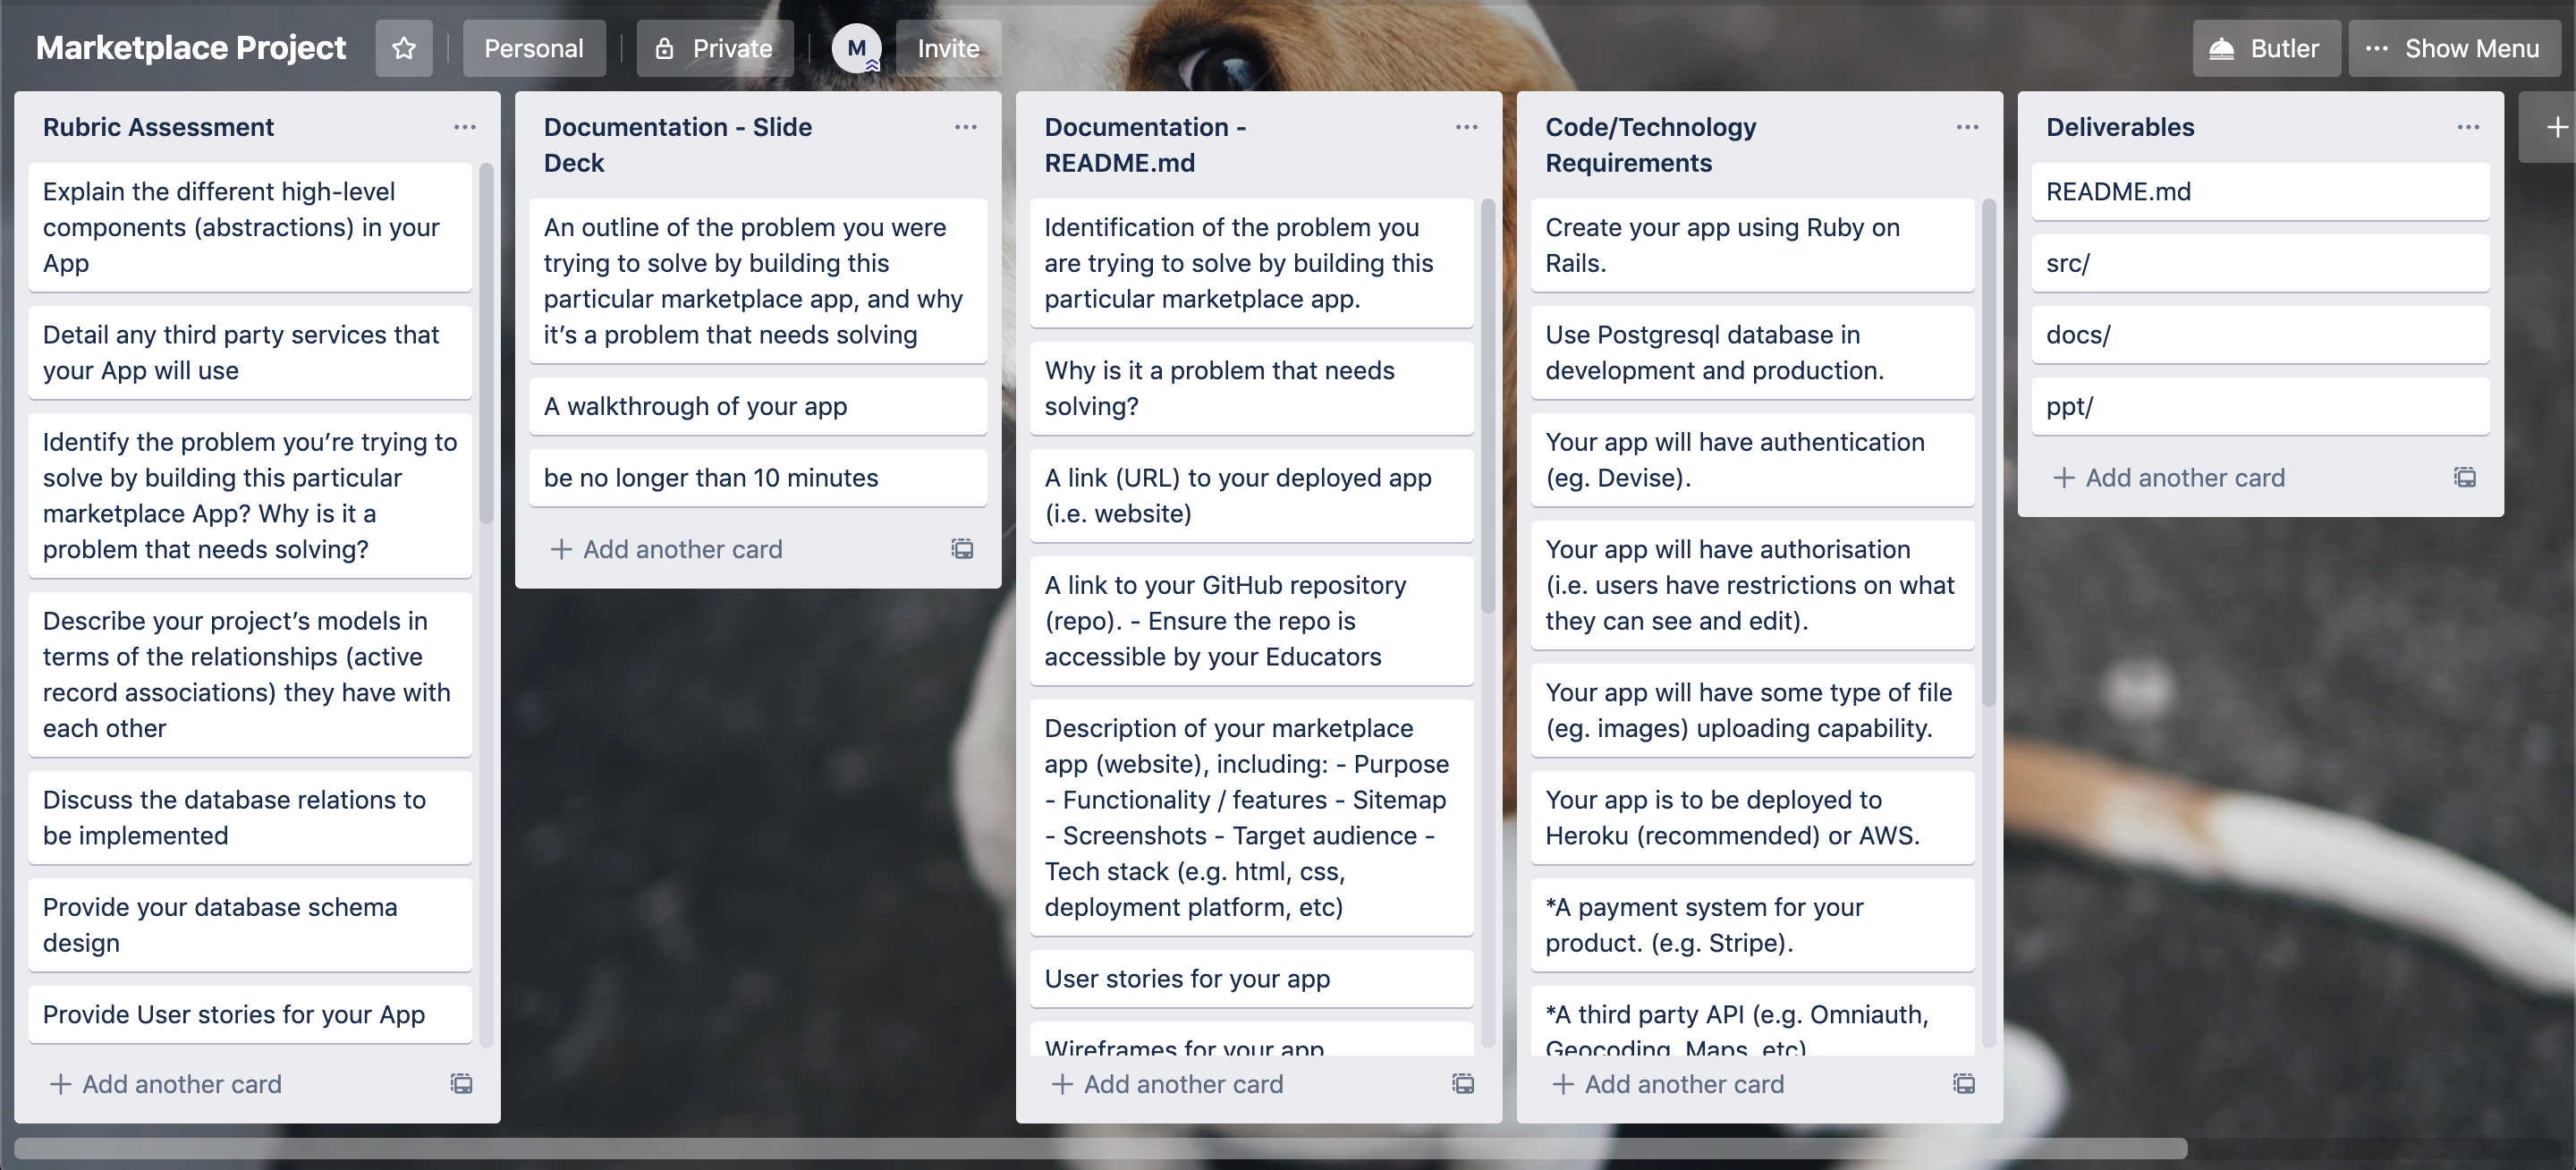 Marketplace Project
Personal
Private
M
Invite
Butler
Show Menu
Rubric Assessment
Explain the different high-level
components (abstractions) in your
App
Detail any third party services that
your App will use
Identify the problem you’re trying to
solve by building this particular
marketplace App? Why is it a
problem that needs solving?
Describe your project’s models in
terms of the relationships (active
record associations) they have with
each other
Discuss the database relations to
be implemented
Provide your database schema
design
Provide User stories for your App
Add another card
Documentation - Slide
Deck
An outline of the problem you were
trying to solve by building this
particular marketplace app, and why
it’s a problem that needs solving
A walkthrough of your app
be no longer than 10 minutes
Add another card
Documentation -
README.md
Identification of the problem you
are trying to solve by building this
particular marketplace app.
Why is it a problem that needs
solving?
A link (URL) to your deployed app
(i.e. website)
A link to your GitHub repository
(repo). - Ensure the repo is
accessible by your Educators
Description of your marketplace
app (website), including: - Purpose
- Functionality / features - Sitemap
- Screenshots - Target audience -
Tech stack (e.g. html, css,
deployment platform, etc)
User stories for your app
Wireframes for your app
Add another card
Code/Technology
Requirements
Create your app using Ruby on
Rails.
Use Postgresql database in
development and production.
Your app will have authentication
(eg. Devise).
Your app will have authorisation
(i.e. users have restrictions on what
they can see and edit).
Your app will have some type of file
(eg. images) uploading capability.
Your app is to be deployed to
Heroku (recommended) or AWS.
*A payment system for your
product. (e.g. Stripe).
*A third party API (e.g. Omniauth,
Geocoding, Maps, etc)
Add another card
Deliverables
README.md
src/
docs/
ppt/
Add another card